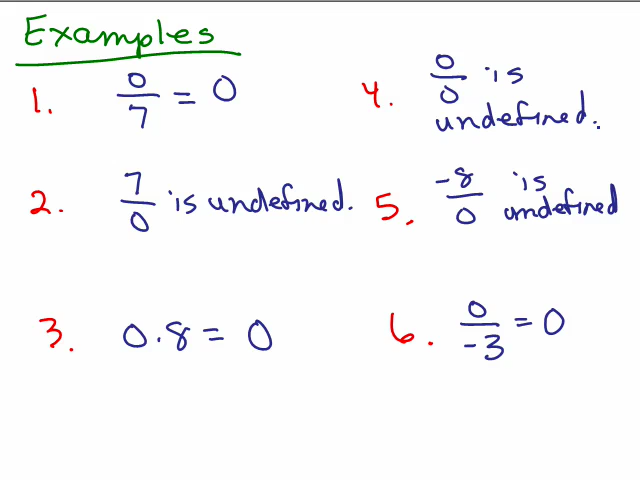 Examples
1. 0/7 = 0
2. 7/0 is undefined.
3. 0.8 = 0
4. 0/0 is
undefined.
5. -8/0 is
undefined
6. 0/-3 = 0